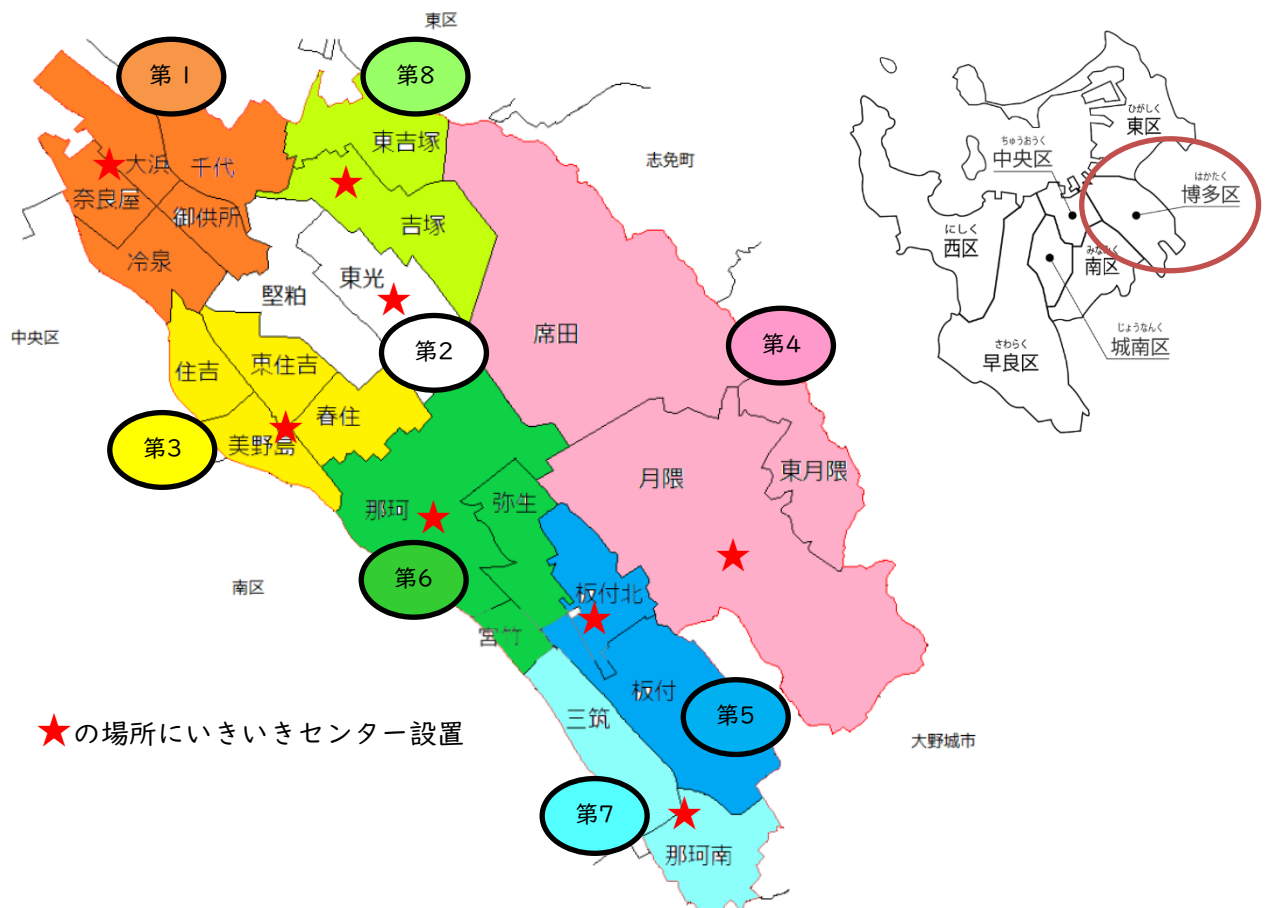 東区
第1
第8
東吉塚
志免町
大浜
千代
奈良屋
御供所
吉塚
冷泉
東光
堅粕
中央区
席田
第2
第4
住吉
東住吉
春住
第3
美野島
月隈
東月隈
那珂
弥生
第6
南区
板付北
宮竹
板付
三筑
第5
★の場所にいきいきセンター設置
大野城市
第7
那珂南
ひがしく
東区
ちゅうおうく
中央区
はかたく
博多区
にしく
西区
みなみく
南区
じょうなんく
城南区
さわらく
早良区